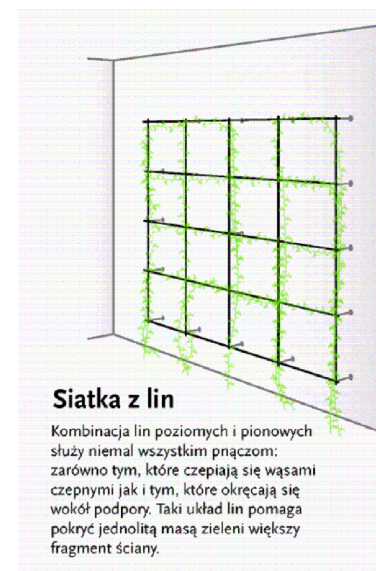 Siatka z lin
Kombinacja lin poziomych i pionowych
służy niemal wszystkim pnączom:
zarówno tym, które czepiają się wąsami
czepnymi jak i tym, które okręcają się
wokół podpory. Taki układ lin pomaga
pokryć jednolitą masą zieleni większy
fragment ściany.